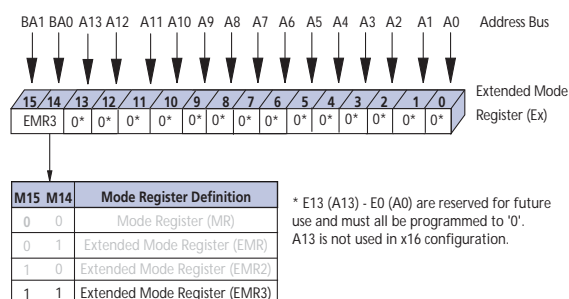 BA1 BA0 A13 A12 A11 A10 A9 A8 A7 A6 A5 A4 A3 A2 A1 A0 Address Bus
15 14 13 12 11 10 9 8 7 6 5 4 3 2 1 0
Extended Mode
Register (Ex)
EMR3 0* 0* 0* 0* 0* 0* 0* 0* 0* 0* 0* 0* 0* 0*
M15 M14 Mode Register Definition
0 0 Mode Register (MR)
0 1 Extended Mode Register (EMR)
1 0 Extended Mode Register (EMR2)
1 1 Extended Mode Register (EMR3)
* E13 (A13) - E0 (A0) are reserved for future
use and must all be programmed to '0'.
A13 is not used in x16 configuration.